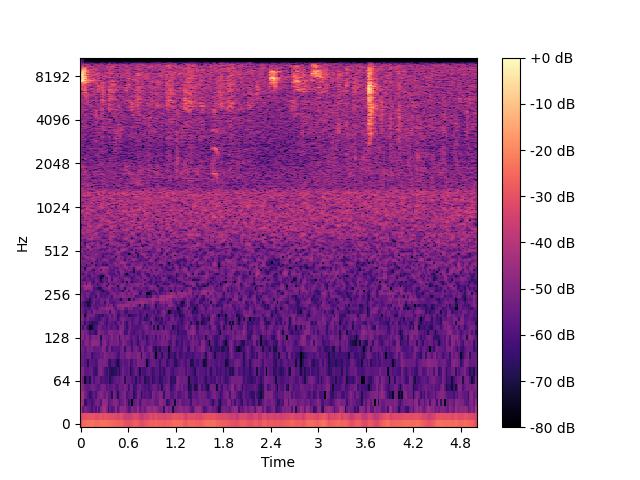 8192
4096
2048
1024
512
256
128
64
0
Hz
0 0.6 1.2 1.8 2.4 3 3.6 4.2 4.8
Time
+0 dB
-10 dB
-20 dB
-30 dB
-40 dB
-50 dB
-60 dB
-70 dB
-80 dB